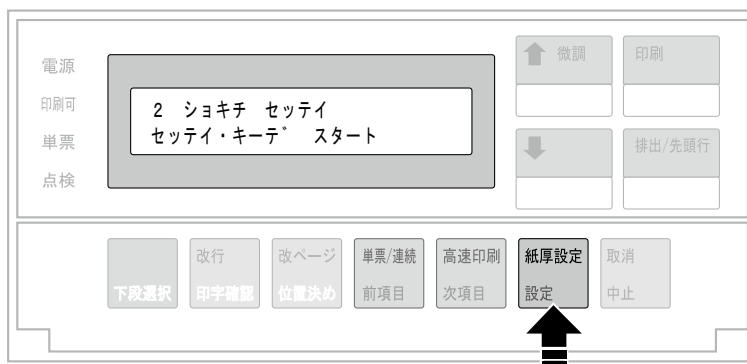 電源
印刷可
単票
点検
2 ショキチ セッテイ
セッテイ・キーデ スタート
微調
印刷
排出/先頭行
下段選択
改行
印字確認
改ページ
位置決め
単票/連続
前項目
高速印刷
次項目
紙厚設定
設定
取消
中止